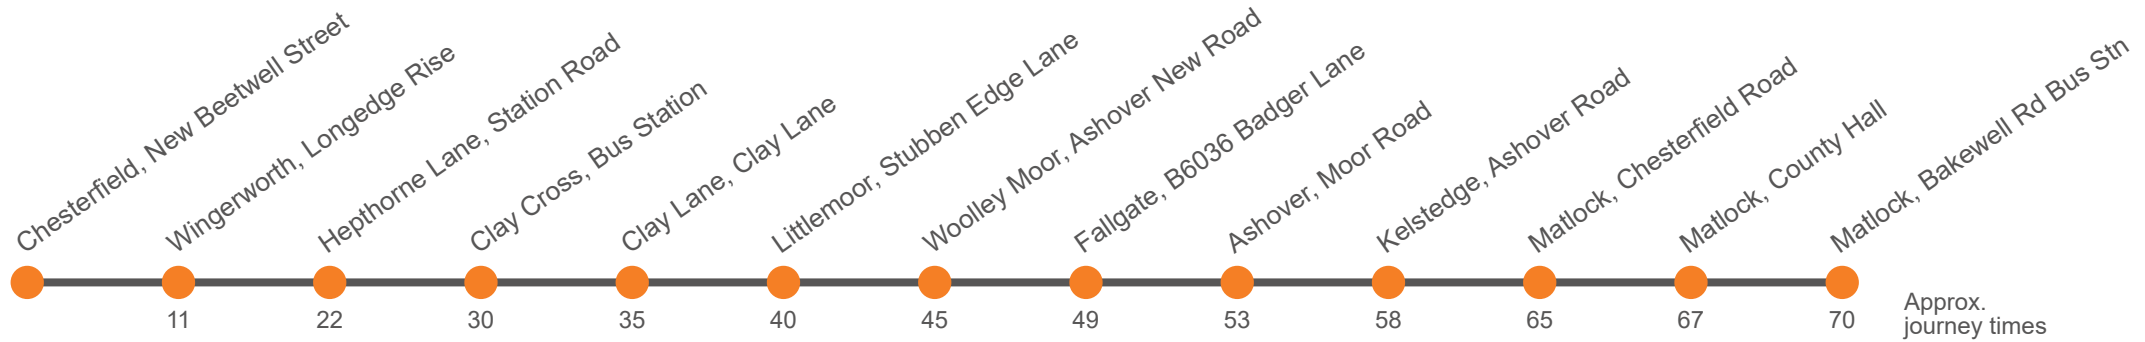 Chesterfield, New Beetwell Street
Wingerworth, Longedge Rise
Hepthorne Lane, Station Road
Clay Cross, Bus Station
Clay Lane, Clay Lane
Littlemoor, Stubben Edge Lane
Woolley Moor, Ashover New Road
Fallgate, B6036 Badger Lane
Ashover, Moor Road
Kelstedge, Ashover Road
Matlock, Chesterfield Road
Matlock, County Hall
Matlock, Bakewell Rd Bus Stn
11 22 30 35 40 45 49 53 58 65 67 70
Approx.
journey times